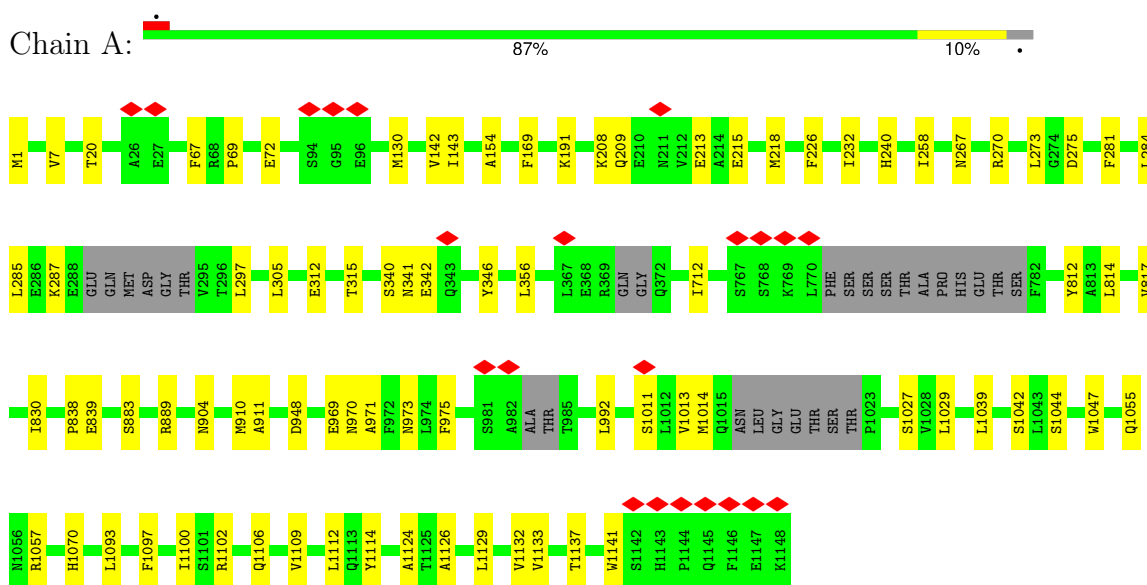 Chain A:
87%
10%
M1 V7 T20 A26 E27 F67 R68 P69 E72 S94 G95 E96 M130 V142 I143 A154 F169 K191 K208 Q209 E210 N211 V212 E213 A214 E215 M218 F226 I232 H240 I258 N267 R270 L273 G274 D275 F281 L284
L285 E286 K287 E288 GLU GLN MET ASP GLY THR V295 T296 L297 L305 E312 T315 S340 N341 E342 Q343 Y346 L356 L367 E368 R369 GLN GLY Q372 I712 S767 S768 K769 L770 PHE SER SER SER THR ALA PRO HIS GLU THR SER F782 Y812 A813 L814
I830 P838 E839 S883 R889 N904 M910 A911 D948 E969 N970 A971 F972 N973 L974 F975 S981 A982 ALA THR T985 L992 S1011 L1012 V1013 M1014 Q1015 ASN LEU GLY GLU THR SER THR P1023 S1027 V1028 L1029 L1039 S1042 L1043 S1044 W1047 Q1055
N1056 R1057 H1070 L1093 F1097 I1100 S1101 R1102 Q1106 V1109 L1112 Q1113 Y1114 A1124 T1125 A1126 L1129 V1132 V1133 T1137 W1141 S1142 H1143 P1144 Q1145 F1146 E1147 K1148